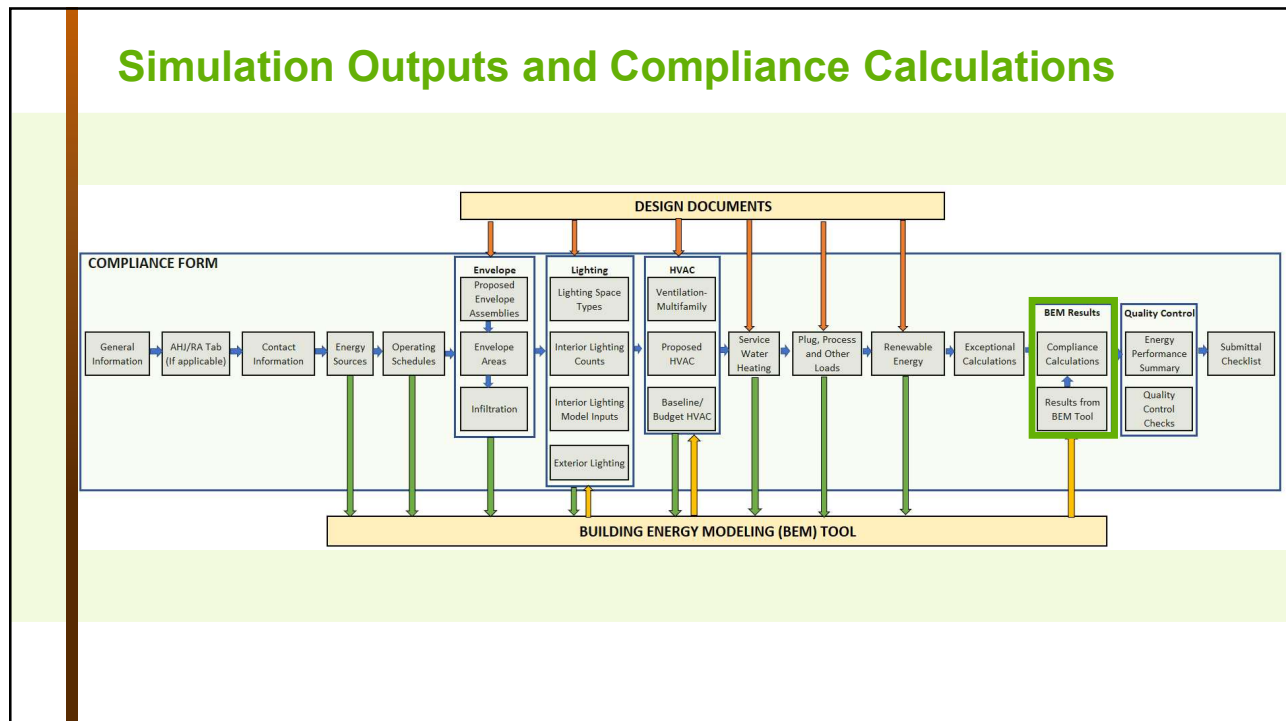 Simulation Outputs and Compliance Calculations
DESIGN DOCUMENTS
COMPLIANCE FORM
General
Information
AHJ/RA Tab
(If applicable)
Contact
Information
Energy
Sources
Operating
Schedules
Envelope
Proposed
Envelope
Assemblies
Envelope
Areas
Infiltration
Lighting
Lighting Space
Types
Interior Lighting
Counts
Interior Lighting
Model Inputs
Exterior Lighting
HVAC
Ventilation-
Multifamily
Proposed
HVAC
Baseline/
Budget HVAC
Service
Water
Heating
Plug, Process
and Other
Loads
Renewable
Energy
Exceptional
Calculations
BEM Results
Compliance
Calculations
Results from
BEM Tool
Quality Control
Energy
Performance
Summary
Quality
Control
Checks
Submittal
Checklist
BUILDING ENERGY MODELING (BEM) TOOL